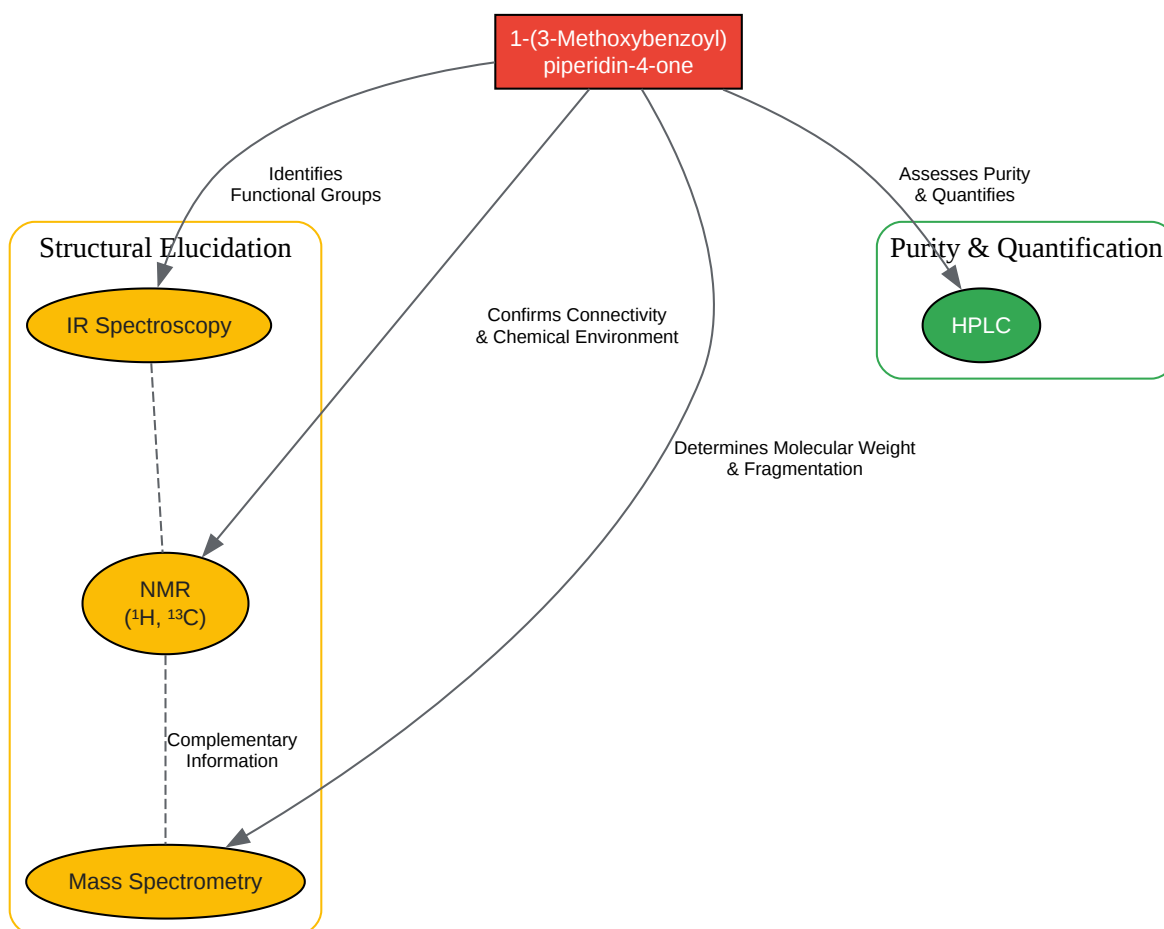 1-(3-Methoxybenzoyl)
piperidin-4-one
Identifies
Functional Groups
Assesses Purity
& Quantifies
Structural Elucidation
Purity & Quantification
IR Spectroscopy
HPLC
Confirms Connectivity
& Chemical Environment
Determines Molecular Weight
& Fragmentation
NMR
(¹H, ¹³C)
Complementary
Information
Mass Spectrometry